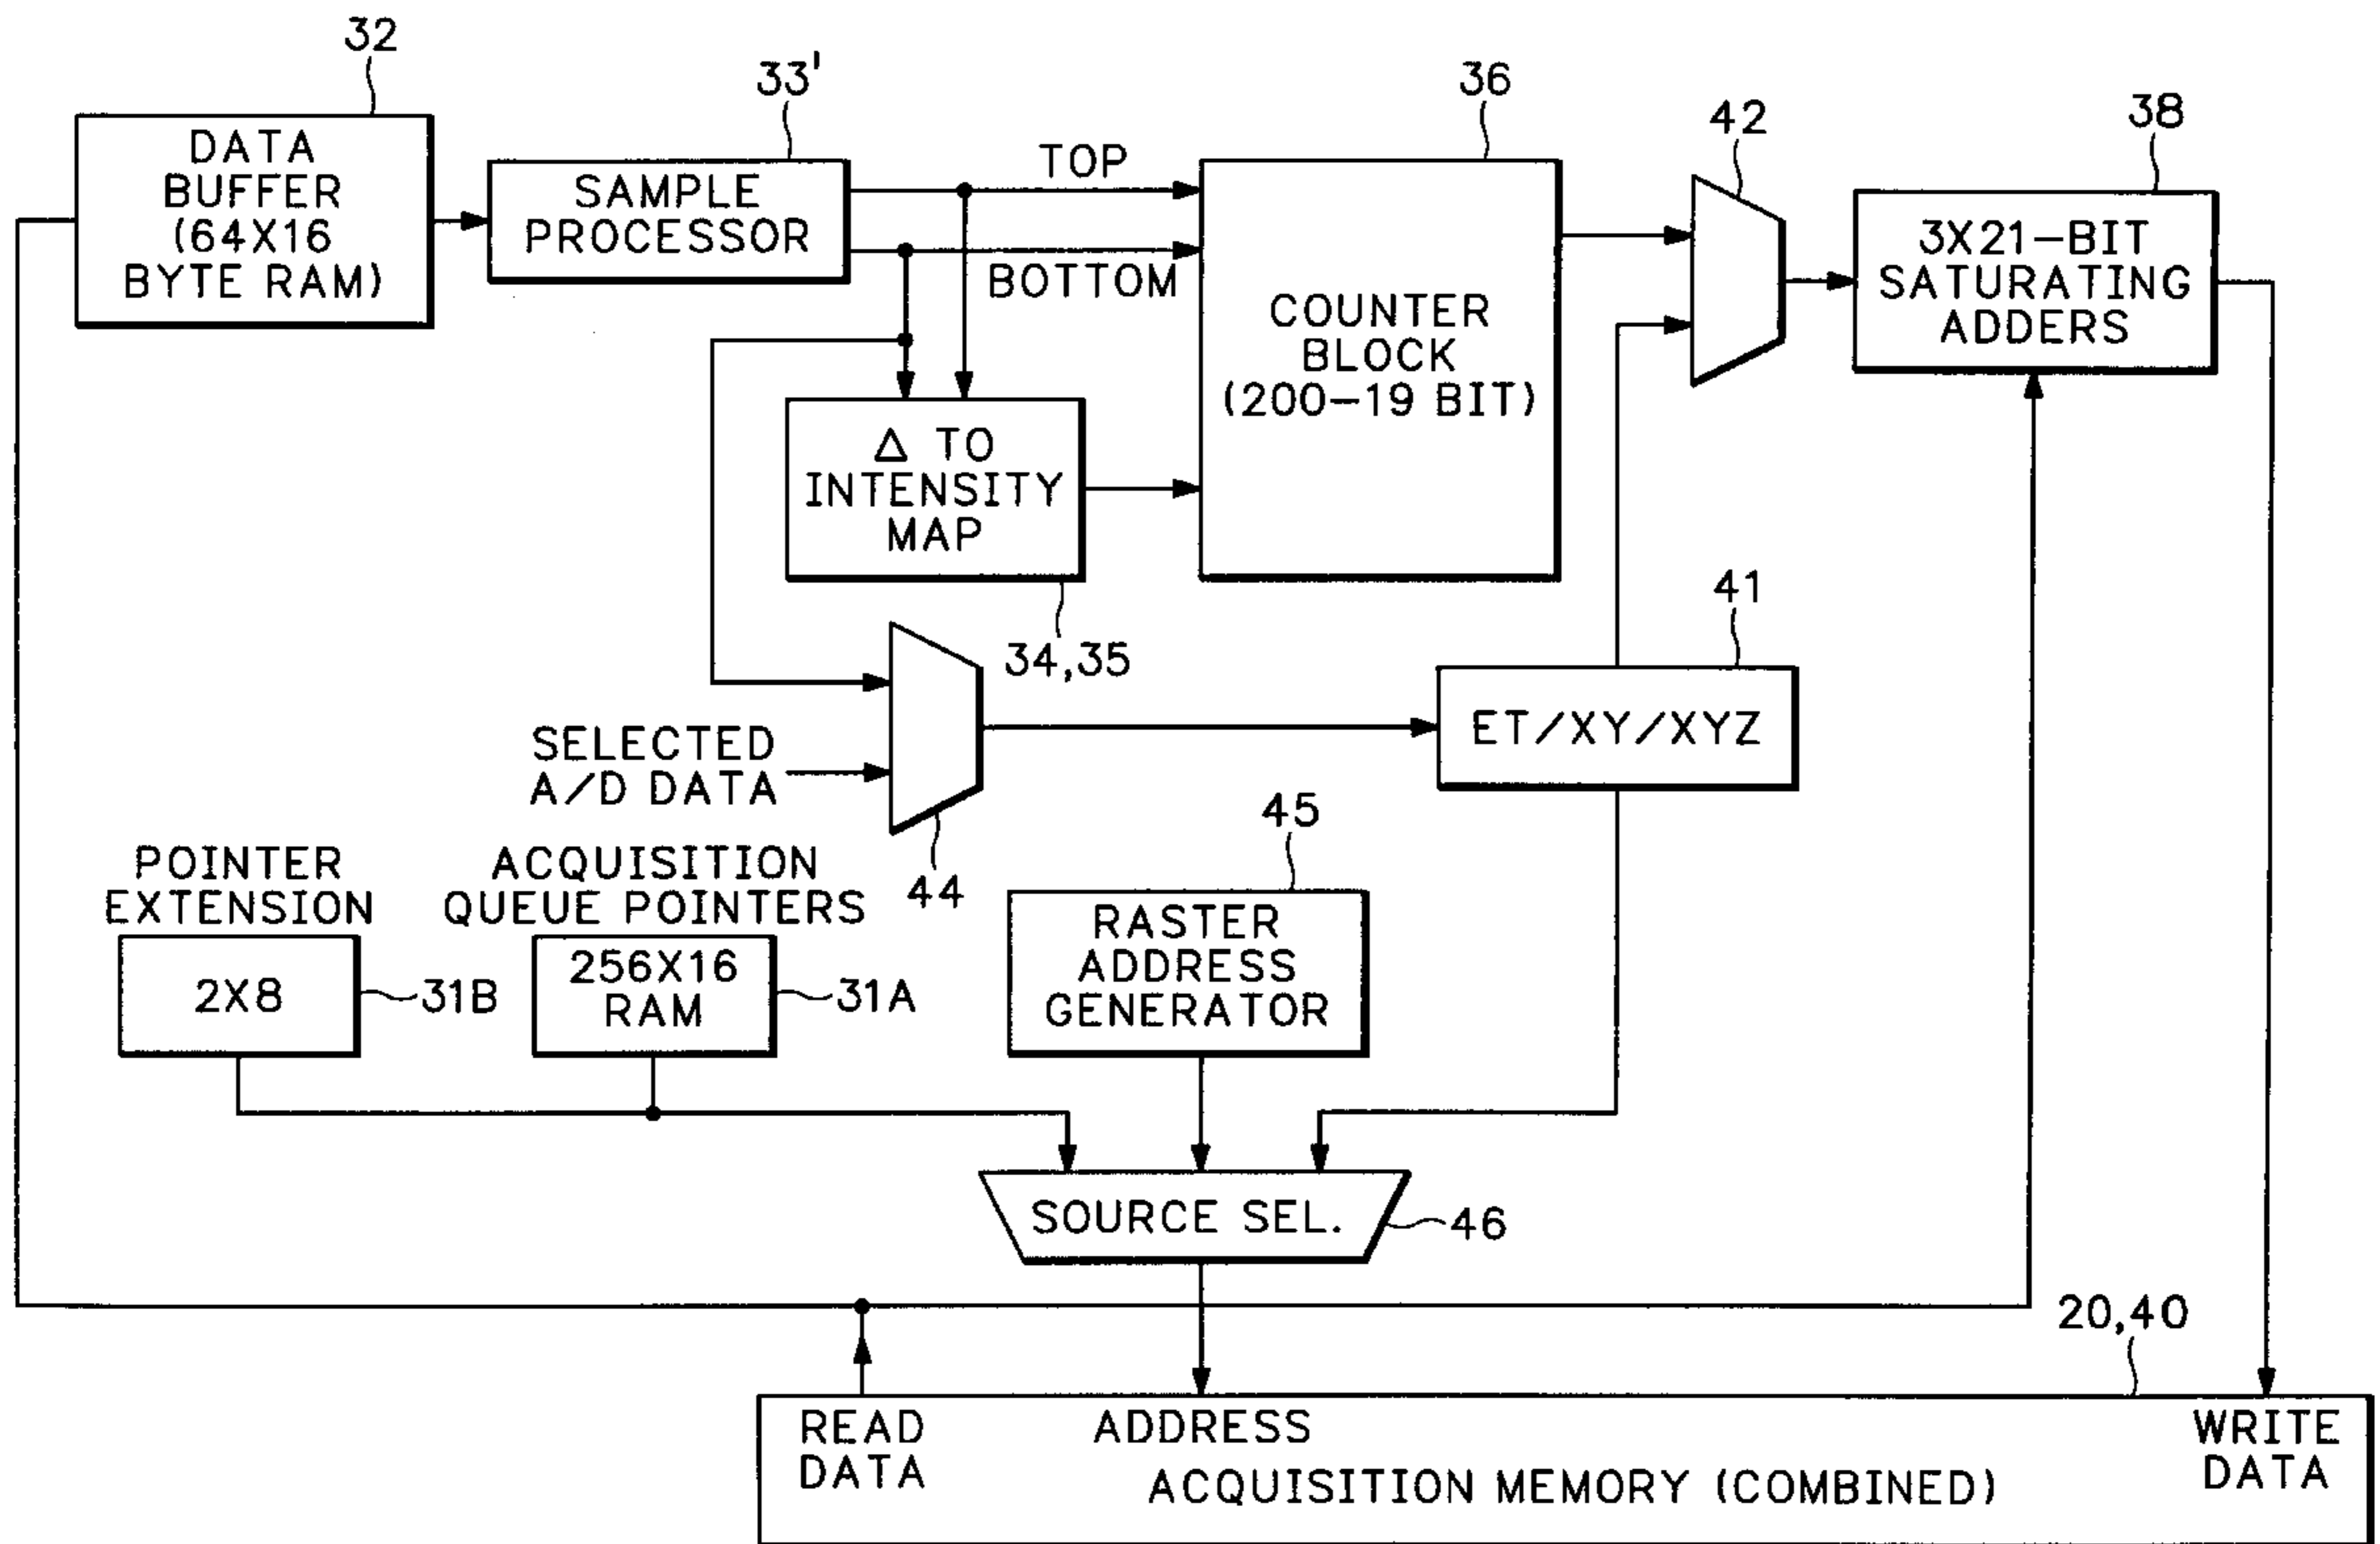 32
33'
36
42
38
DATA
BUFFER
(64X16
BYTE RAM)
SAMPLE
PROCESSOR
TOP
BOTTOM
COUNTER
BLOCK
(200-19 BIT)
3X21-BIT
SATURATING
ADDERS
Δ TO
INTENSITY
MAP
34,35
41
ET/XY/XYZ
SELECTED
A/D DATA
44
45
POINTER
EXTENSION
2X8
31B
ACQUISITION
QUEUE POINTERS
256X16
RAM
31A
RASTER
ADDRESS
GENERATOR
SOURCE SEL.
46
20,40
READ
DATA
ADDRESS
WRITE
DATA
ACQUISITION MEMORY (COMBINED)